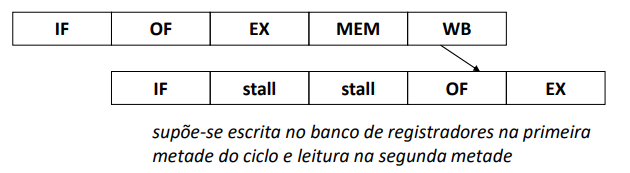 IF OF EX MEM WB
IF stall stall OF EX
supõe-se escrita no banco de registradores na primeira
metade do ciclo e leitura na segunda metade